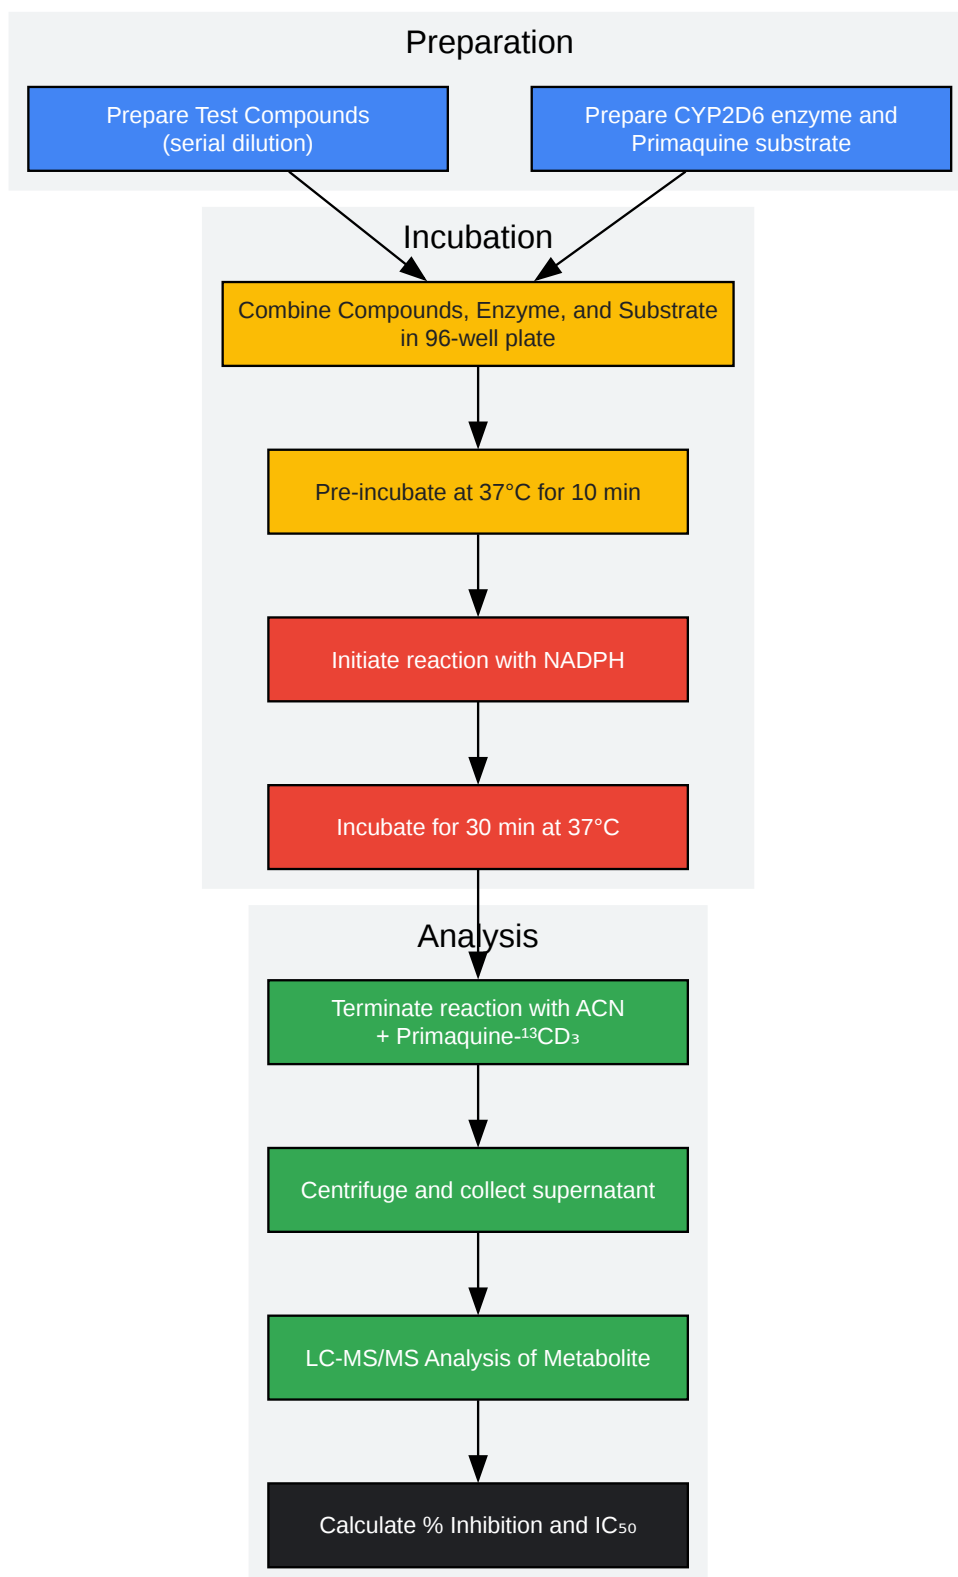 Preparation
Prepare Test Compounds
(serial dilution)
Prepare CYP2D6 enzyme and
Primaquine substrate
Incubation
Combine Compounds, Enzyme, and Substrate
in 96-well plate
Pre-incubate at 37°C for 10 min
Initiate reaction with NADPH
Incubate for 30 min at 37°C
Analysis
Terminate reaction with ACN
+ Primaquine-¹³CD₃
Centrifuge and collect supernatant
LC-MS/MS Analysis of Metabolite
Calculate % Inhibition and IC₅₀